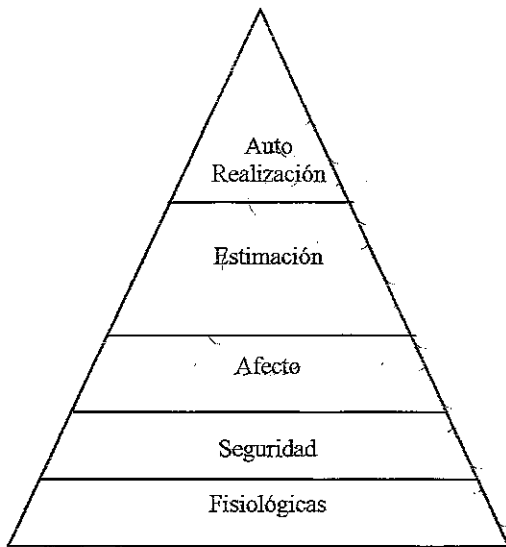 Auto
Realización
Estimación
Afecto
Seguridad
Fisiológicas